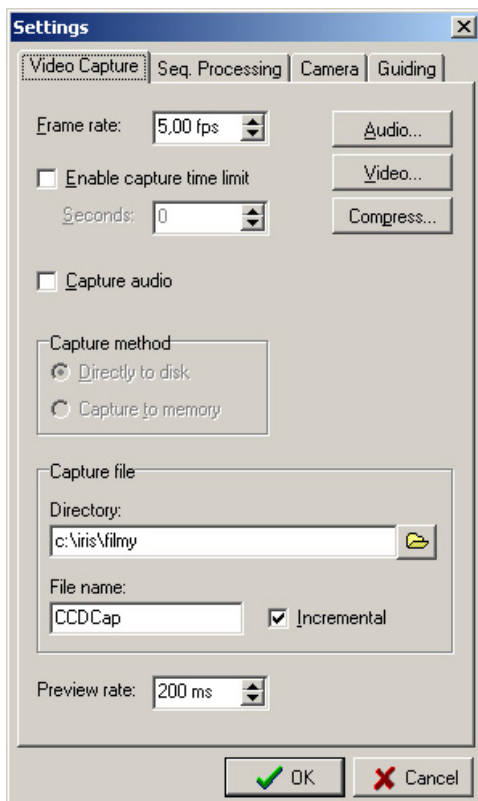 Settings
Video Capture Seq. Processing Camera Guiding
Frame rate: 5,00 fps Audio...
Enable capture time limit Video...
Seconds: 0 Compress...
Capture audio
Capture method
Directly to disk
Capture to memory
Capture file
Directory:
c:\iris\filmy
File name:
CCDCap Incremental
Preview rate: 200 ms
OK Cancel